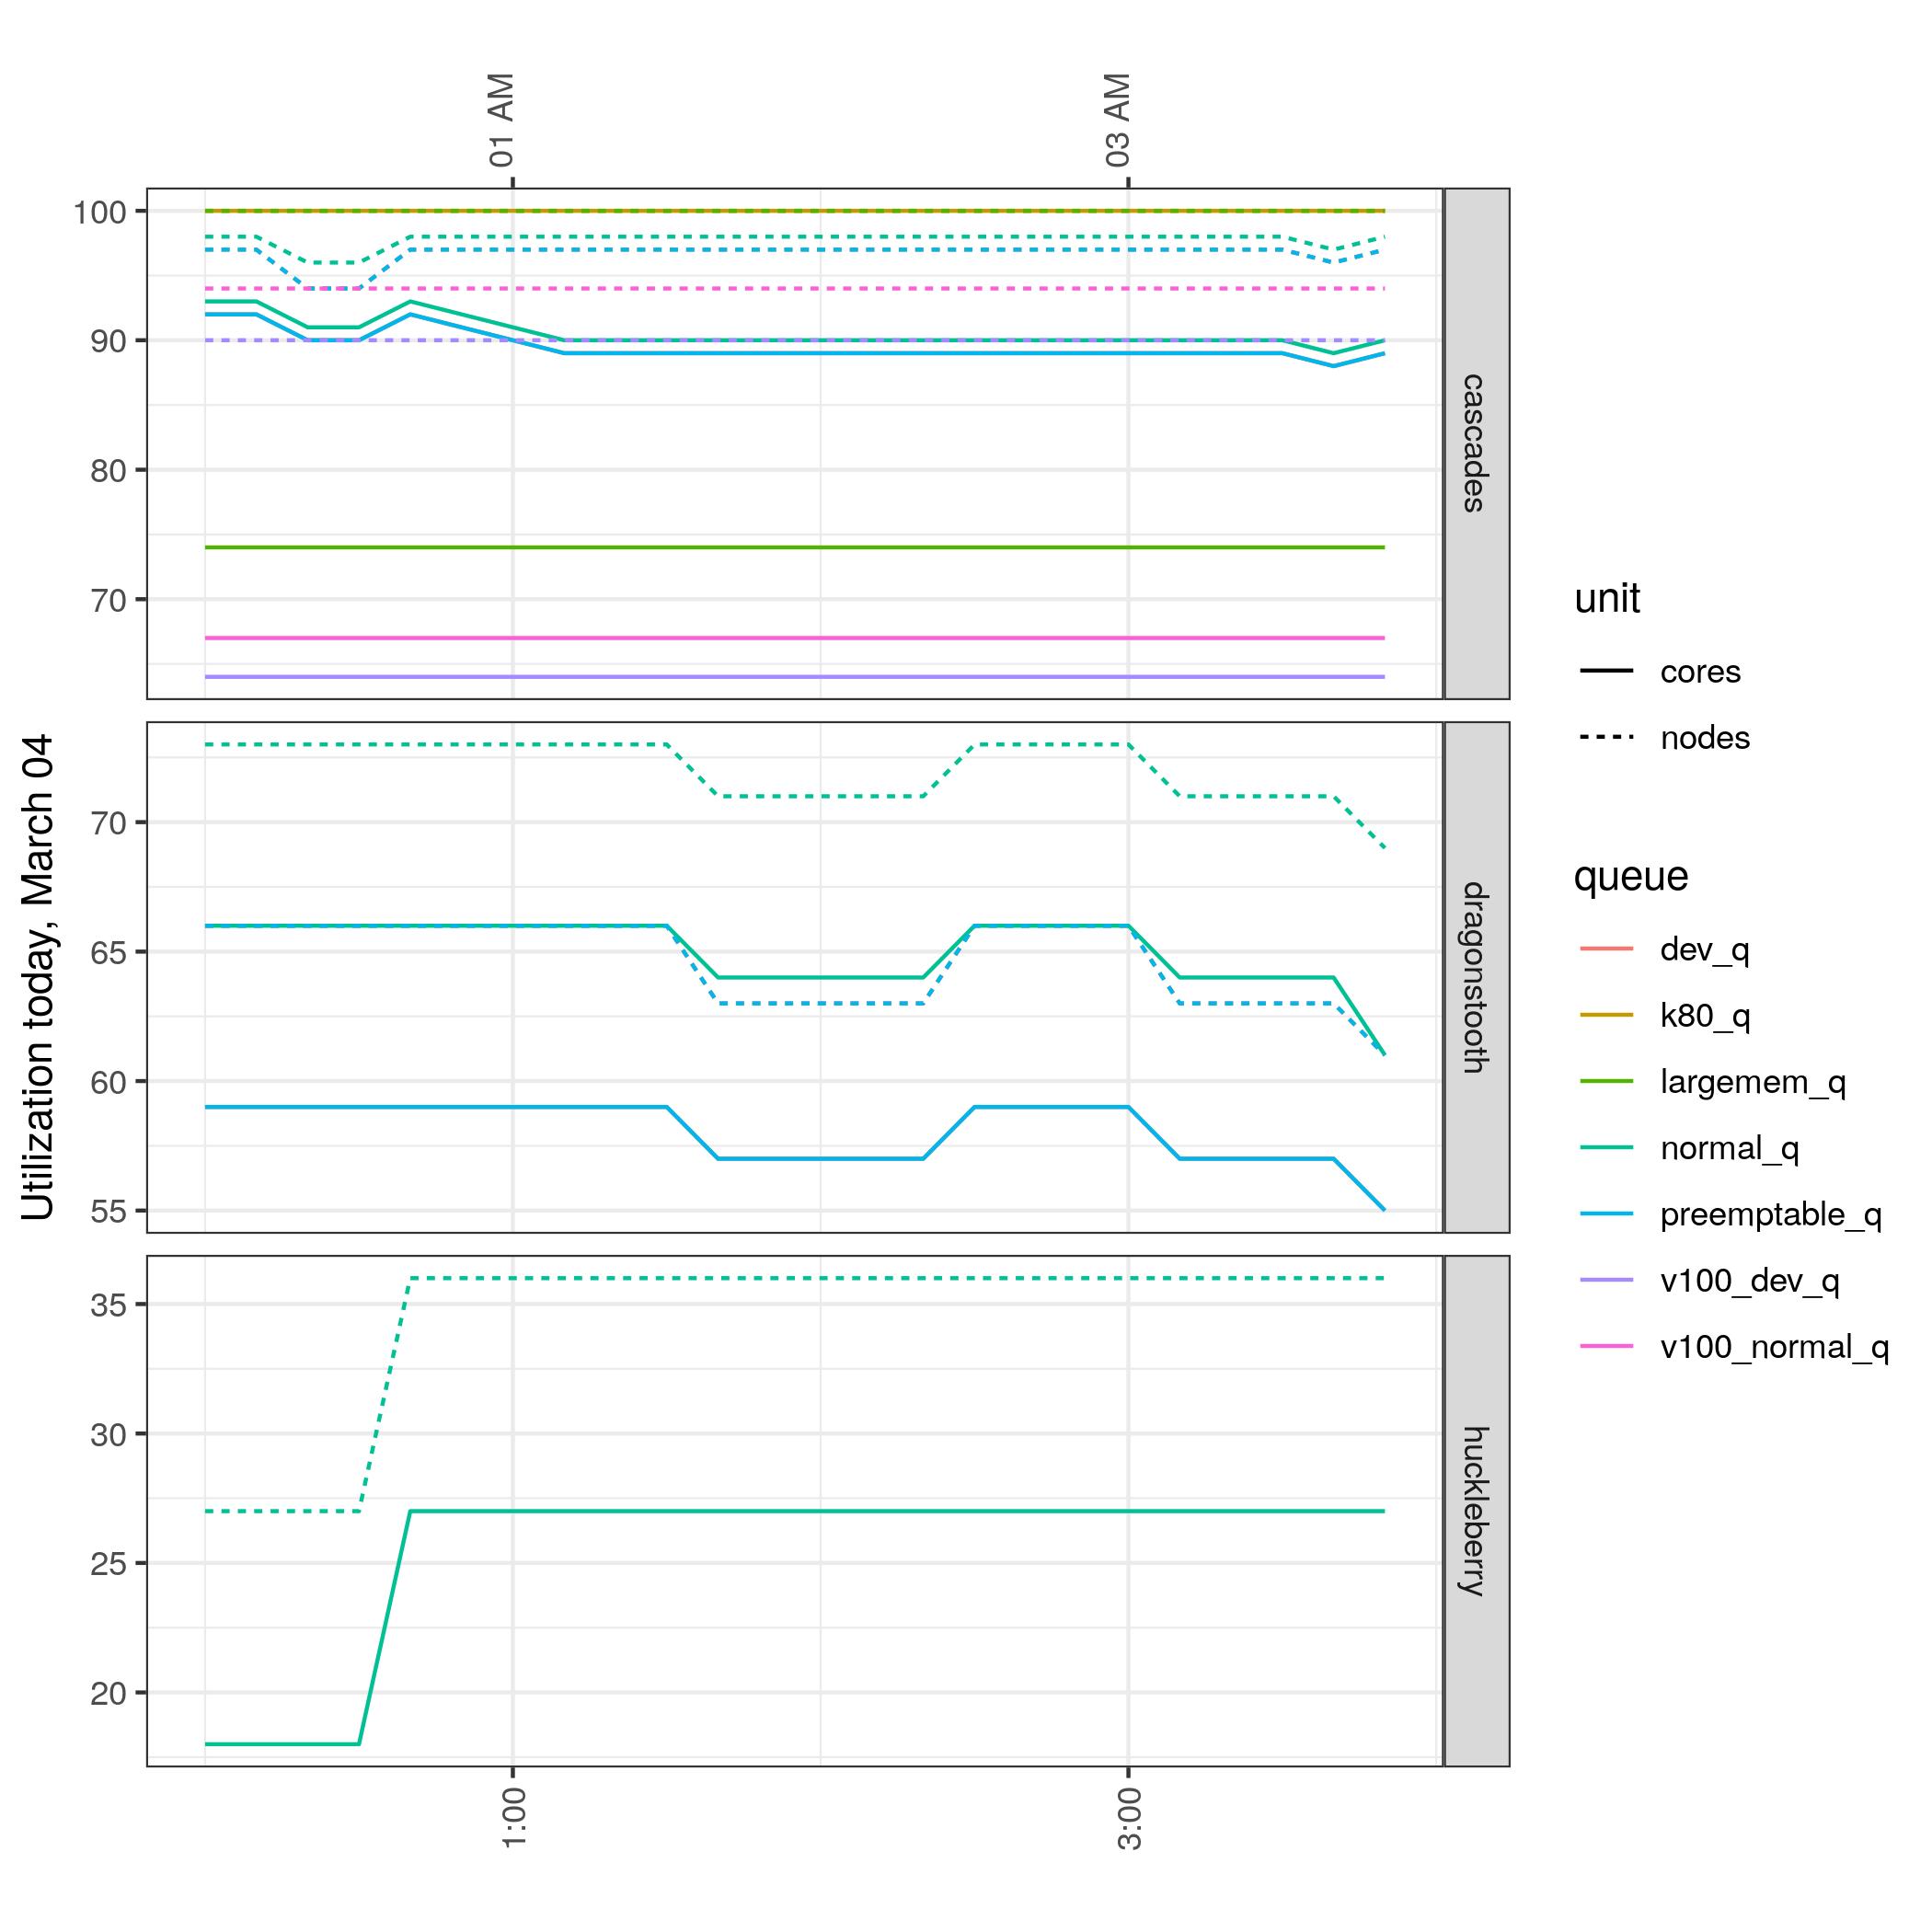 01 AM
03 AM
100
90
80
70
cascades
Utilization today, March 04
70
65
60
55
dragonstooth
35
30
25
20
huckleberry
1:00
3:00
unit
cores
nodes
queue
dev_q
k80_q
largemem_q
normal_q
preemptable_q
v100_dev_q
v100_normal_q